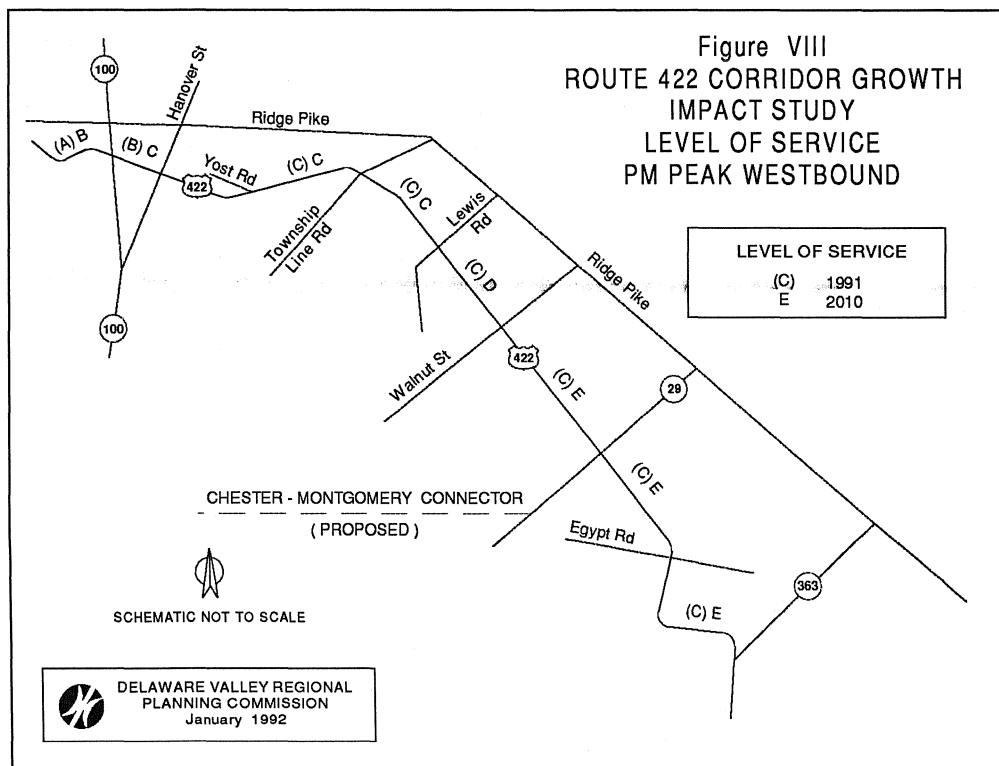 Figure VIII
ROUTE 422 CORRIDOR GROWTH
IMPACT STUDY
LEVEL OF SERVICE
PM PEAK WESTBOUND
100
Hanover St
Ridge Pike
(A) B
(B) C
422
Yost Rd
(C) C
Township
Line Rd
(C) C
Lewis
Rd
(C) D
Ridge Pike
LEVEL OF SERVICE
(C) 1991
E 2010
100
Walnut St
422
(C) E
29
(C) E
CHESTER - MONTGOMERY CONNECTOR
( PROPOSED )
Egypt Rd
363
(C) E
SCHEMATIC NOT TO SCALE
DELAWARE VALLEY REGIONAL
PLANNING COMMISSION
January 1992